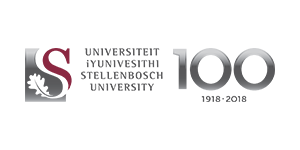 S
UNIVERSITEIT
iYUNIVESITHI
STELLENBOSCH
UNIVERSITY
100
1918 - 2018